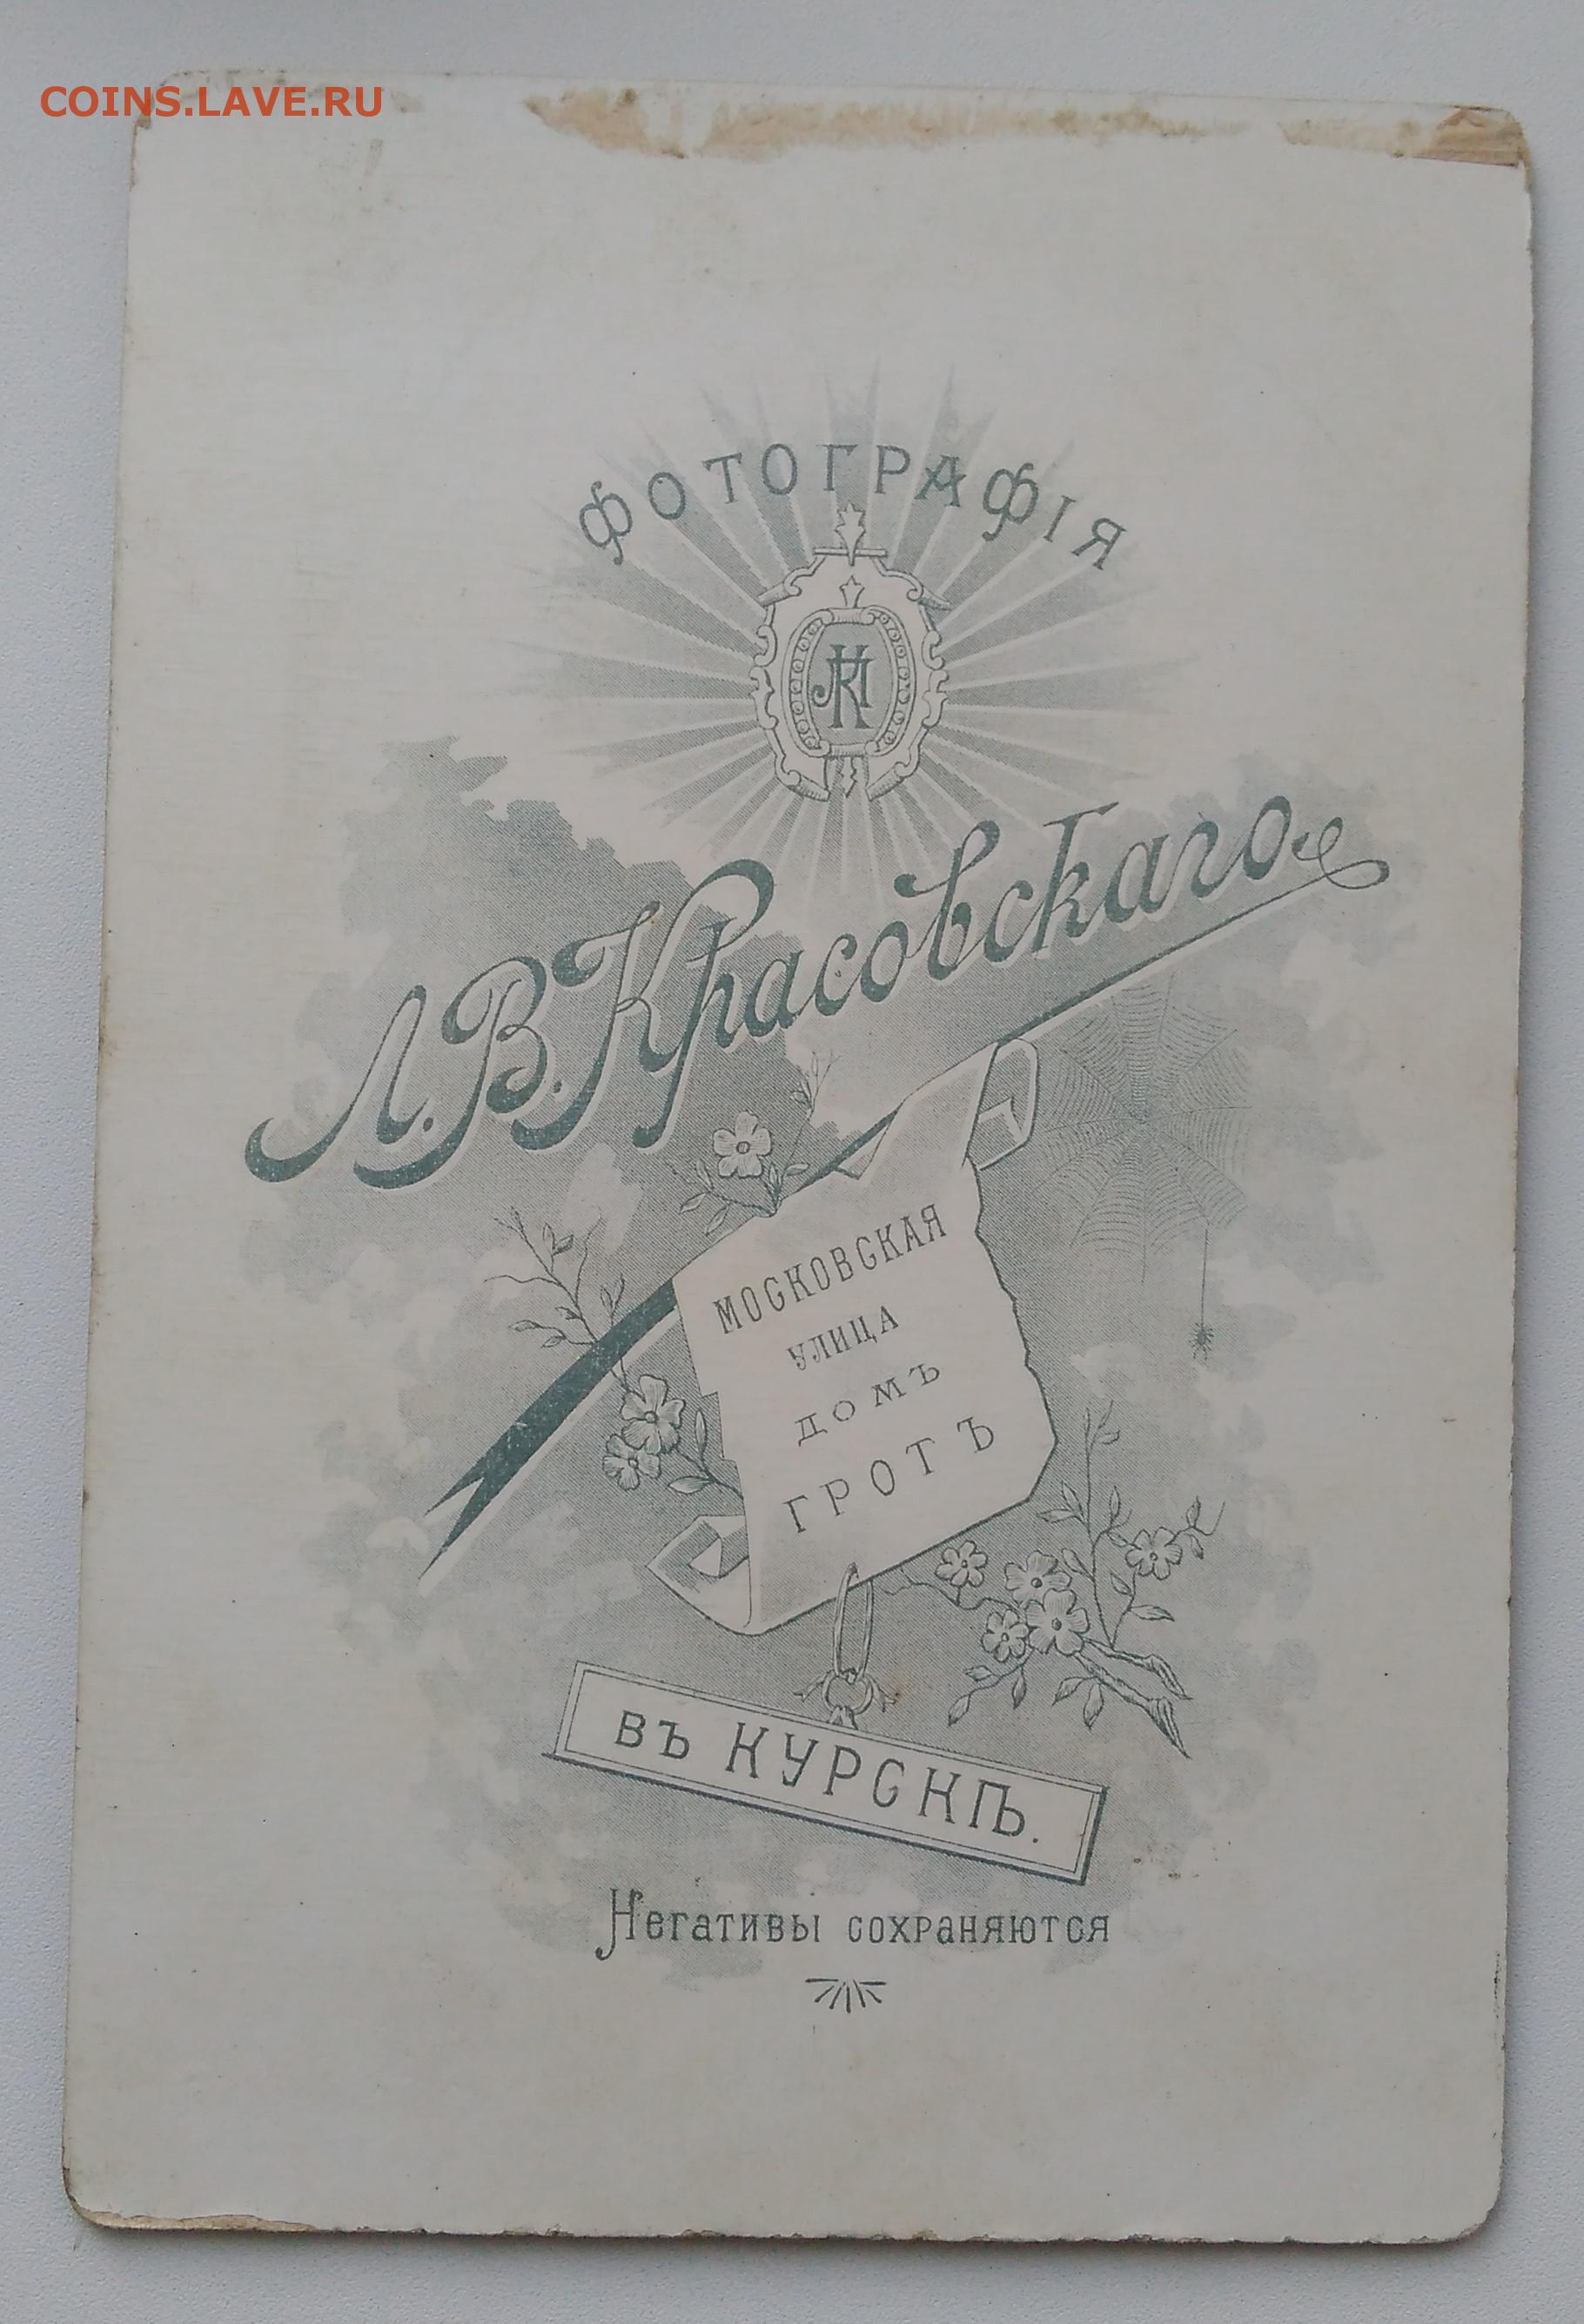 COINS.LAVE.RU
ФОТОГРАФІЯ
Л.В.Красовскаго
МОСКОВСКАЯ
УЛИЦА
ДОМЪ
ГРОТЪ
ВЪ КУРСКѢ.
Негативы сохраняются